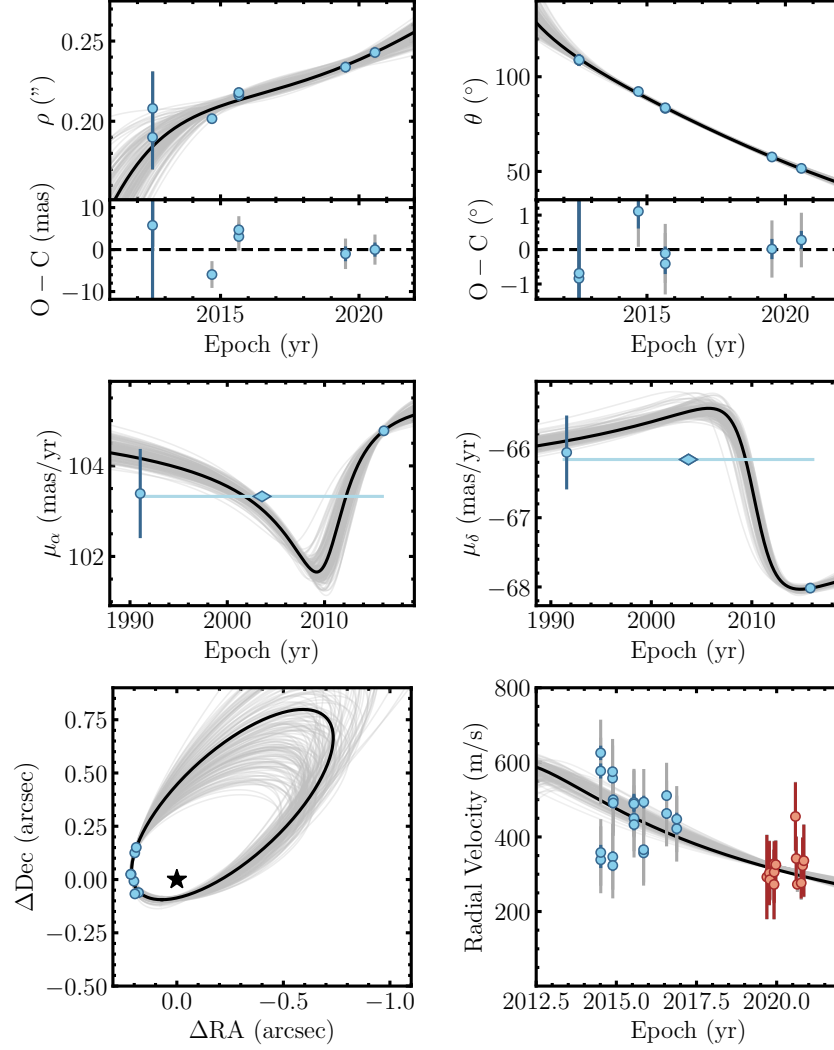 0.25
0.20
ρ (”)
100
50
θ (°)
10
0
−10
O − C (mas)
1
0
−1
O − C (°)
2015 2020
Epoch (yr)
2015 2020
Epoch (yr)
104
102
μα (mas/yr)
−66
−67
−68
μδ (mas/yr)
1990 2000 2010
Epoch (yr)
1990 2000 2010
Epoch (yr)
0.75
0.50
0.25
0.00
−0.25
−0.50
ΔDec (arcsec)
800
600
400
200
0
Radial Velocity (m/s)
0.0 −0.5 −1.0
ΔRA (arcsec)
2012.5 2015.0 2017.5 2020.0
Epoch (yr)